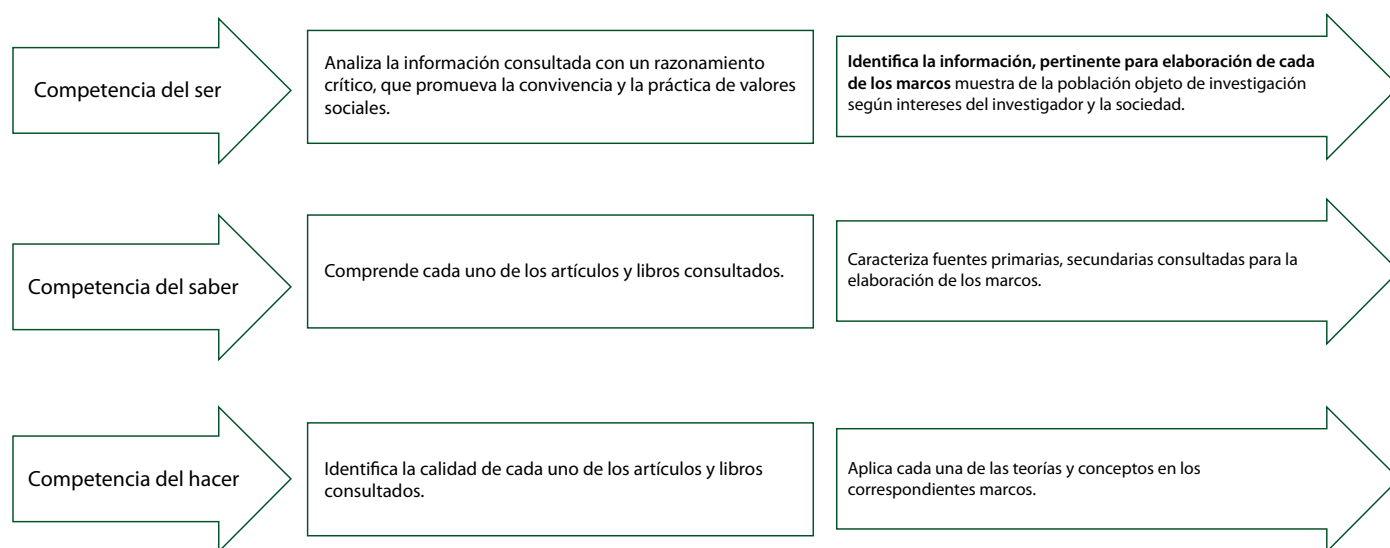 Competencia del ser
Analiza la información consultada con un razonamiento
crítico, que promueva la convivencia y la práctica de valores
sociales.
Identifica la información, pertinente para elaboración de cada
de los marcos muestra de la población objeto de investigación
según intereses del investigador y la sociedad.
Competencia del saber
Comprende cada uno de los artículos y libros consultados.
Caracteriza fuentes primarias, secundarias consultadas para la
elaboración de los marcos.
Competencia del hacer
Identifica la calidad de cada uno de los artículos y libros
consultados.
Aplica cada una de las teorías y conceptos en los
correspondientes marcos.